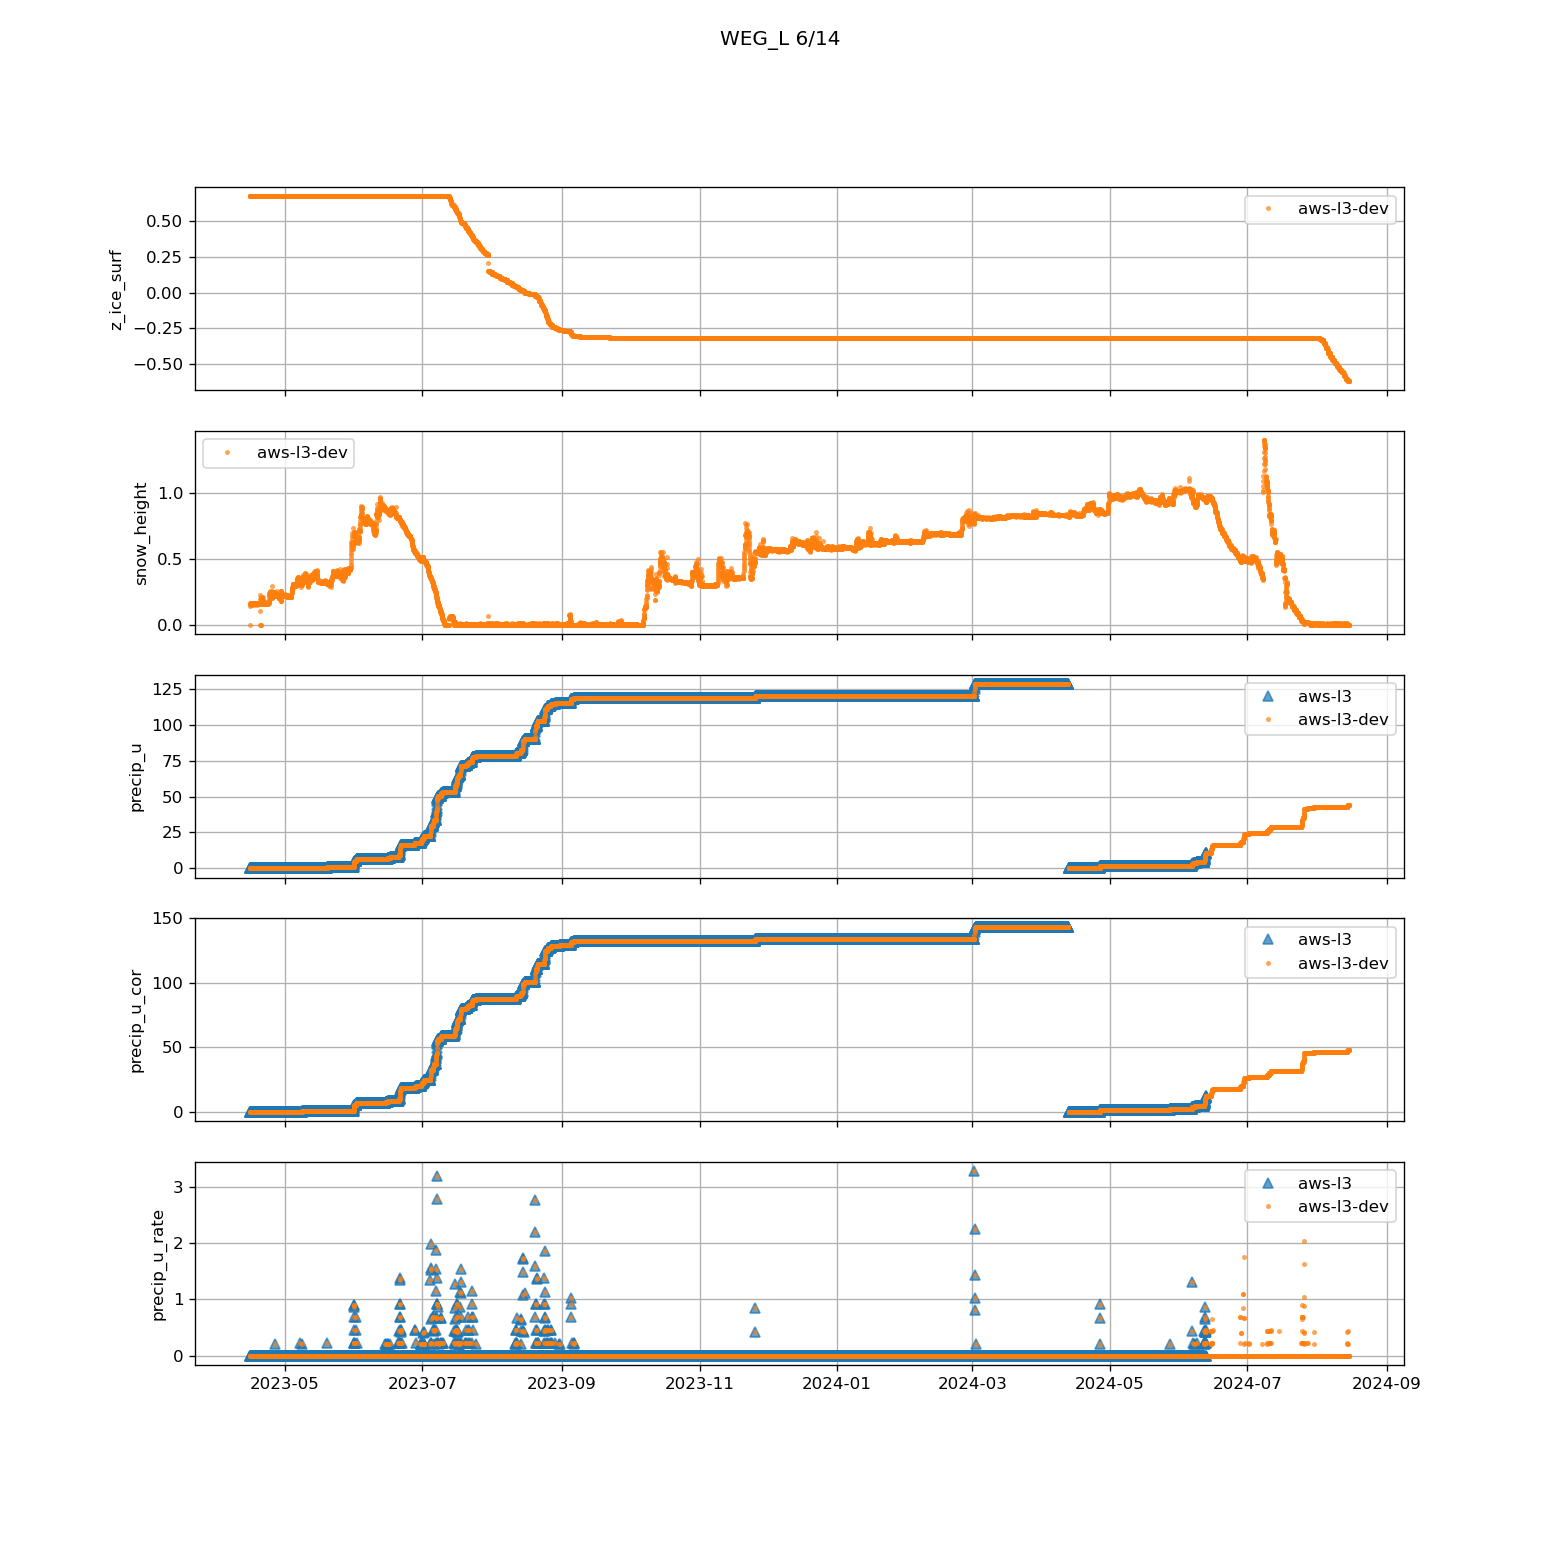 WEG_L 6/14
z_ice_surf
0.50
0.25
0.00
−0.25
−0.50
aws-l3-dev
snow_height
1.0
0.5
0.0
aws-l3-dev
precip_u
125
100
75
50
25
0
aws-l3
aws-l3-dev
precip_u_cor
150
100
50
0
aws-l3
aws-l3-dev
precip_u_rate
3
2
1
0
aws-l3
aws-l3-dev
2023-05 2023-07 2023-09 2023-11 2024-01 2024-03 2024-05 2024-07 2024-09